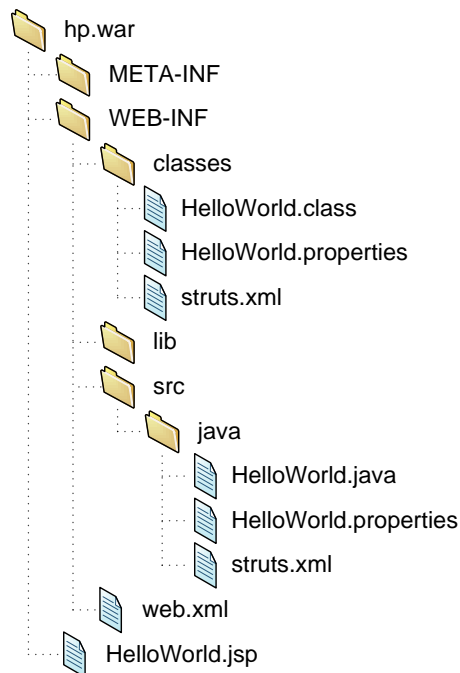 hp.war
META-INF
WEB-INF
classes
HelloWorld.class
HelloWorld.properties
struts.xml
lib
src
java
HelloWorld.java
HelloWorld.properties
struts.xml
web.xml
HelloWorld.jsp